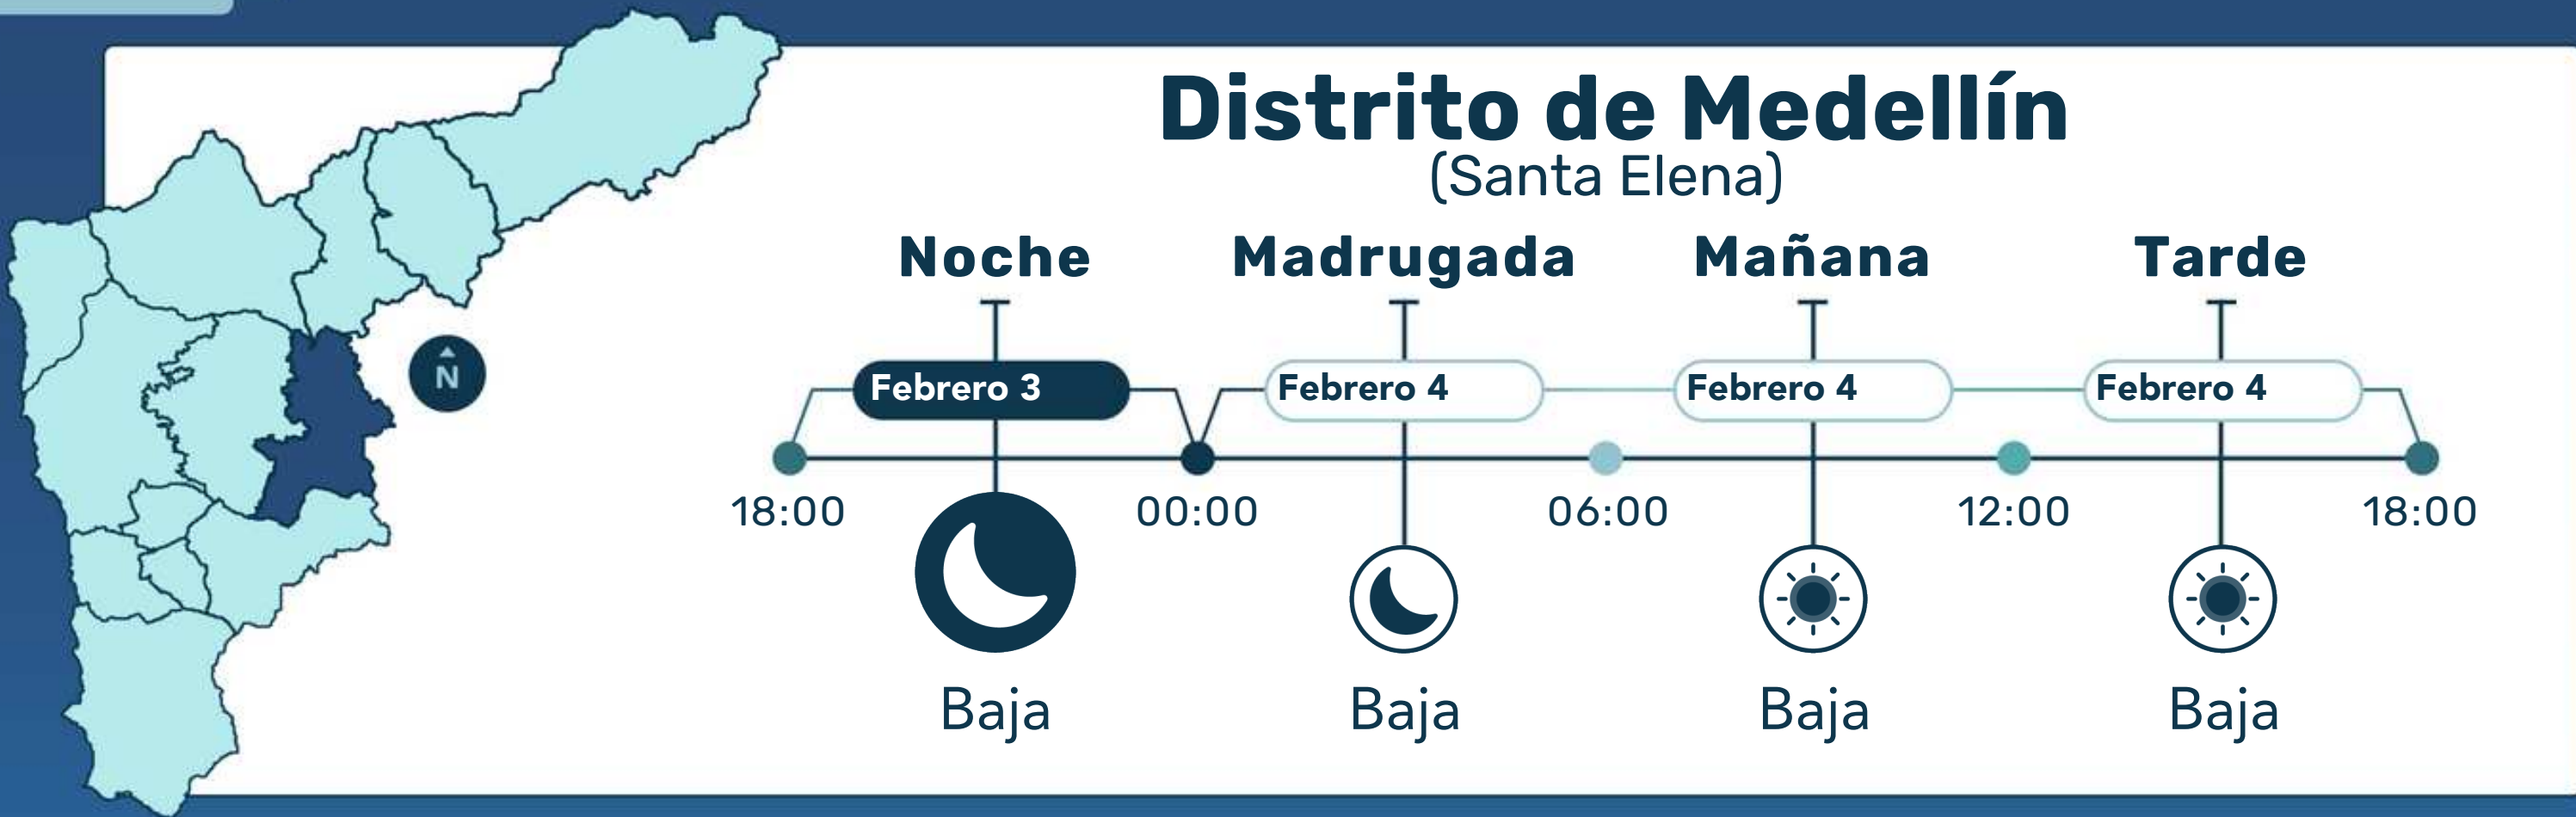 Distrito de Medellín
(Santa Elena)
Noche Madrugada Mañana Tarde
N
Febrero 3 Febrero 4 Febrero 4 Febrero 4
18:00 00:00 06:00 12:00 18:00
Baja Baja Baja Baja